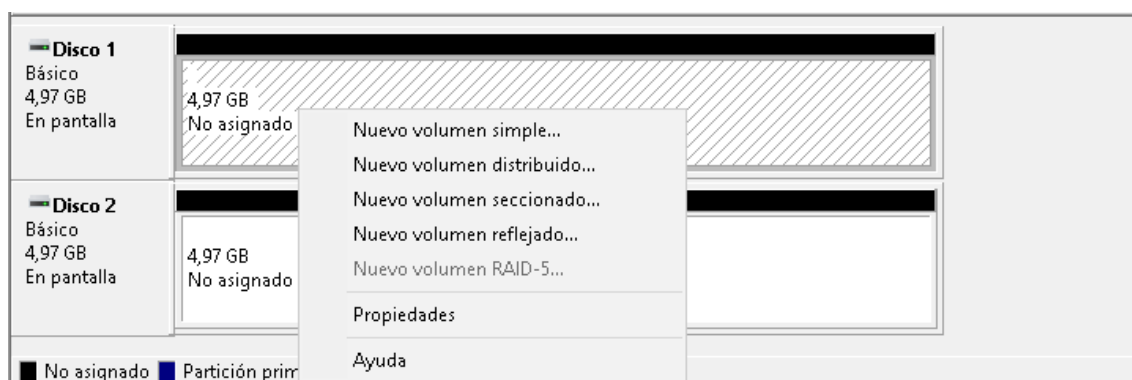 Disco 1
Básico
4,97 GB
En pantalla
4,97 GB
No asignado
Nuevo volumen simple...
Nuevo volumen distribuido...
Nuevo volumen seccionado...
Nuevo volumen reflejado...
Nuevo volumen RAID-5...
Propiedades
Ayuda
Disco 2
Básico
4,97 GB
En pantalla
4,97 GB
No asignado
No asignado Partición prim